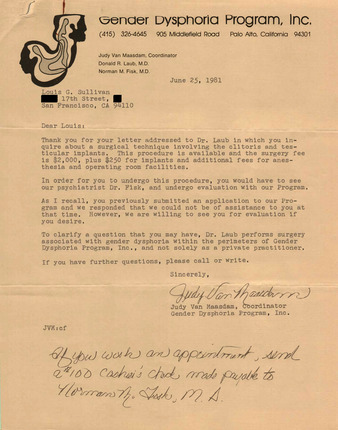 Gender Dysphoria Program, Inc.
(415) 326-4645 905 Middlefield Road Palo Alto, California 94301
Judy Van Maasdam, Coordinator
Donald R. Laub, M.D.
Norman M. Fisk, M.D.
June 25, 1981
Louis G. Sullivan
17th Street,
San Francisco, CA 94110
Dear Louis:
Thank you for your letter addressed to Dr. Laub in which you in-
quire about a surgical technique involving the clitoris and tes-
ticular implants. This procedure is available and the surgery fee
is $2,000, plus $250 for implants and additional fees for anes-
thesia and operating room facilities.
In order for you to undergo this procedure, you would have to see
our psychiatrist Dr. Fisk, and undergo evaluation with our Program.
As I recall, you previously submitted an application to our Pro-
gram and we responded that we could not be of assistance to you at
that time. However, we are willing to see you for evaluation if
you desire.
To clarify a question that you may have, Dr. Laub performs surgery
associated with gender dysphoria within the perimeters of Gender
Dysphoria Program, Inc., and not solely as a private practitioner.
If you have further questions, please call or write.
Sincerely,
Judy Van Maasdam
Judy Van Maasdam, Coordinator
Gender Dysphoria Program, Inc.
JVM:cf
If you wish an appointment, send
a $100 cashier's check made payable to
Norman M. Fisk, M.D.